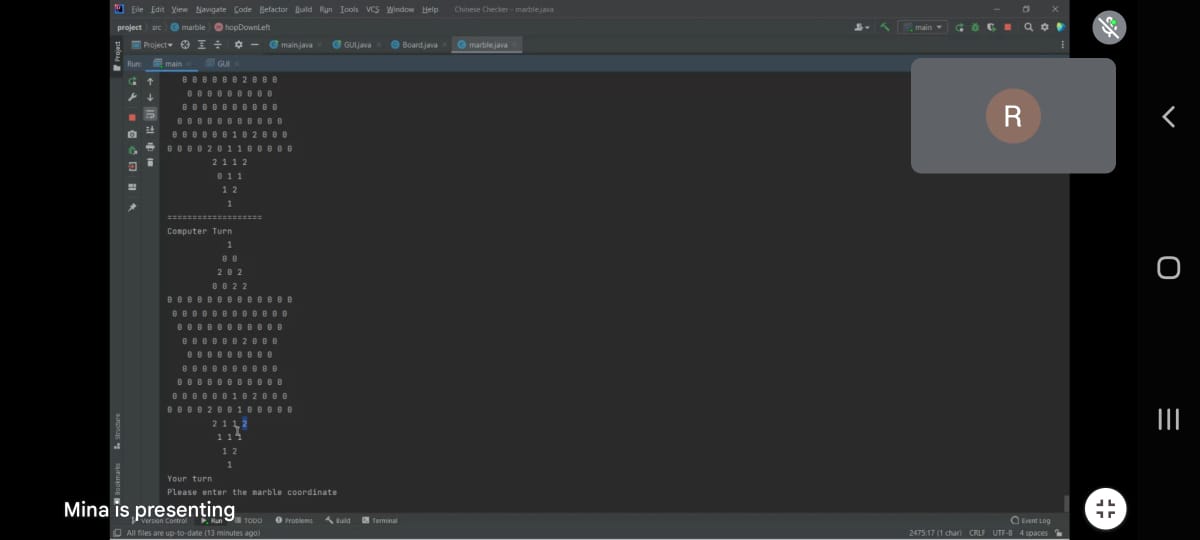 File Edit View Navigate Code Refactor Build Run Tools VCS Window Help Chinese Checker - marble.java
project src marble hopDownLeft main
Project main.java GUI.java Board.java marble.java
Run: main GUI
0 0 0 0 0 0 2 0 0 0
0 0 0 0 0 0 0 0 0
0 0 0 0 0 0 0 0 0 0
0 0 0 0 0 0 0 0 0 0 0
0 0 0 0 0 0 1 0 2 0 0 0
0 0 0 0 2 0 1 1 0 0 0 0 0
2 1 1 2
0 1 1
1 2
1
===================
Computer Turn
1
0 0
2 0 2
0 0 2 2
0 0 0 0 0 0 0 0 0 0 0 0 0
0 0 0 0 0 0 0 0 0 0 0 0
0 0 0 0 0 0 0 0 0 0 0
0 0 0 0 0 0 2 0 0 0
0 0 0 0 0 0 0 0 0
0 0 0 0 0 0 0 0 0 0
0 0 0 0 0 0 0 0 0 0 0
0 0 0 0 0 0 1 0 2 0 0 0
0 0 0 0 2 0 0 1 0 0 0 0 0
2 1 1 2
1 1 1
1 2
1
Your turn
Please enter the marble coordinate
Project
Structure
Bookmarks
R
Mina is presenting
Version Control Run TODO Problems Build Terminal Event Log
All files are up-to-date (13 minutes ago) 2475:17 (1 char) CRLF UTF-8 4 spaces